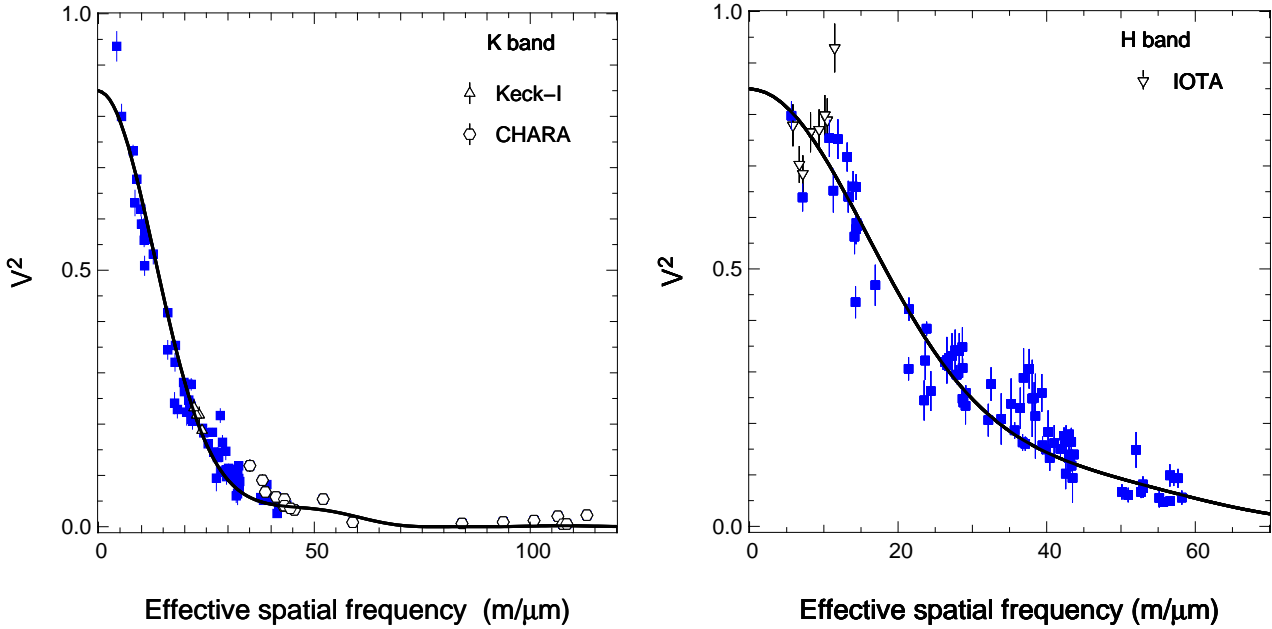 1.0
K band
Keck–I
CHARA
0.5
V²
0.0
0
50
100
Effective spatial frequency (m/μm)
1.0
H band
IOTA
0.5
V²
0.0
0
20
40
60
Effective spatial frequency (m/μm)